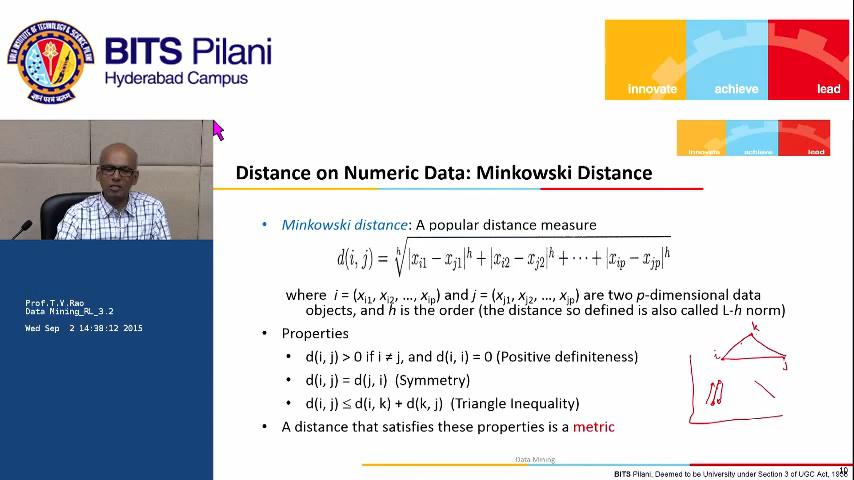 BITS Pilani
Hyderabad Campus
innovate achieve lead
innovate achieve lead
Distance on Numeric Data: Minkowski Distance
• Minkowski distance: A popular distance measure
d(i, j) = ʰ√|xi1 − xj1|ʰ + |xi2 − xj2|ʰ + ··· + |xip − xjp|ʰ
where i = (xi1, xi2, …, xip) and j = (xj1, xj2, …, xjp) are two p-dimensional data
objects, and h is the order (the distance so defined is also called L-h norm)
• Properties
• d(i, j) > 0 if i ≠ j, and d(i, i) = 0 (Positive definiteness)
• d(i, j) = d(j, i) (Symmetry)
• d(i, j) ≤ d(i, k) + d(k, j) (Triangle Inequality)
• A distance that satisfies these properties is a metric
k
i
j
Prof.T.V.Rao
Data Mining_RL_3.2
Wed Sep 2 14:38:12 2015
Data Mining
BITS Pilani, Deemed to be University under Section 3 of UGC Act, 1956